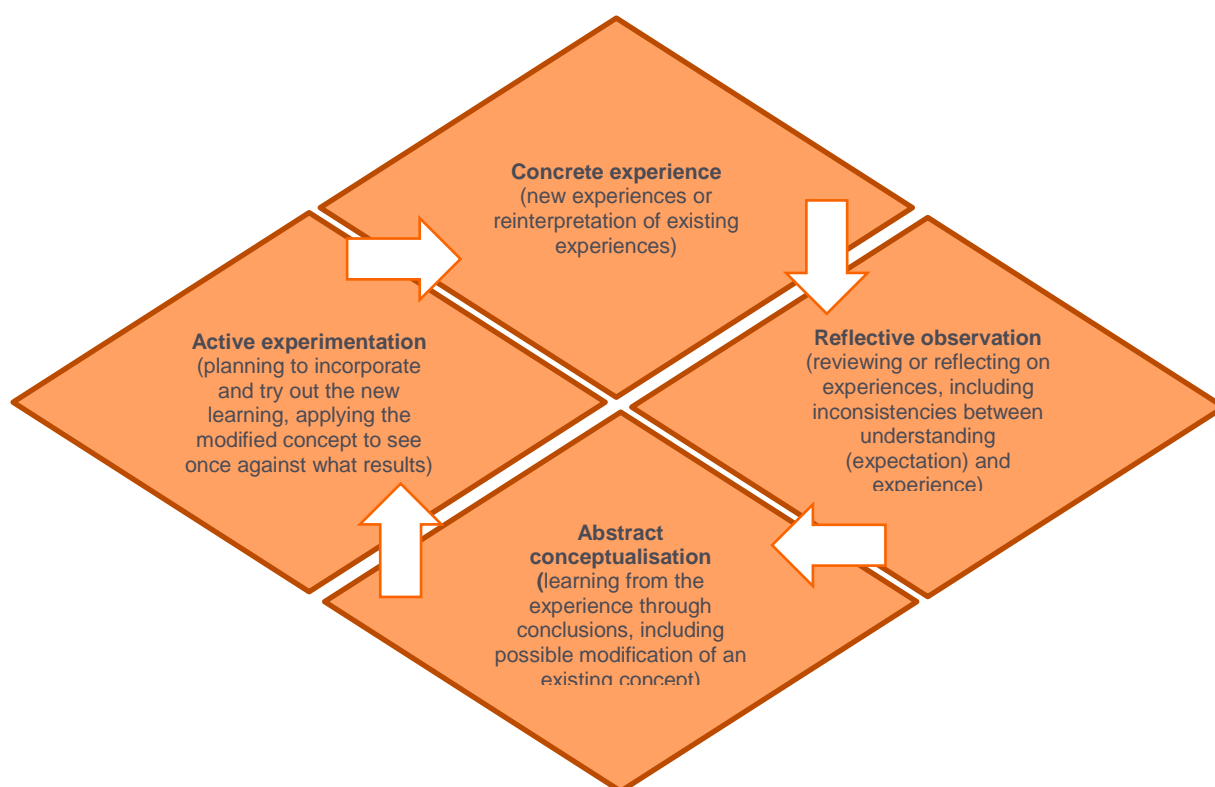 Concrete experience
(new experiences or
reinterpretation of existing
experiences)
Reflective observation
(reviewing or reflecting on
experiences, including
inconsistencies between
understanding
(expectation) and
experience)
Abstract
conceptualisation
(learning from the
experience through
conclusions, including
possible modification of an
existing concept)
Active experimentation
(planning to incorporate
and try out the new
learning, applying the
modified concept to see
once against what results)